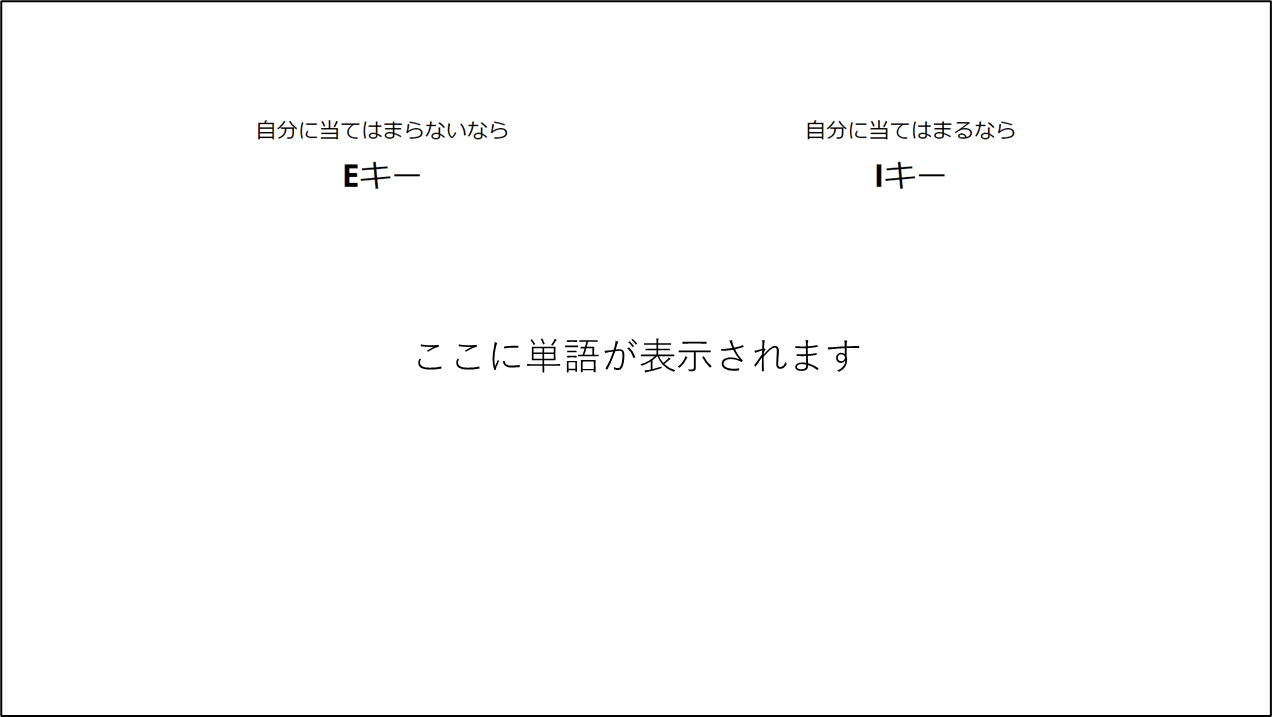 自分に当てはまらないなら
Eキー
自分に当てはまるなら
Iキー
ここに単語が表示されます